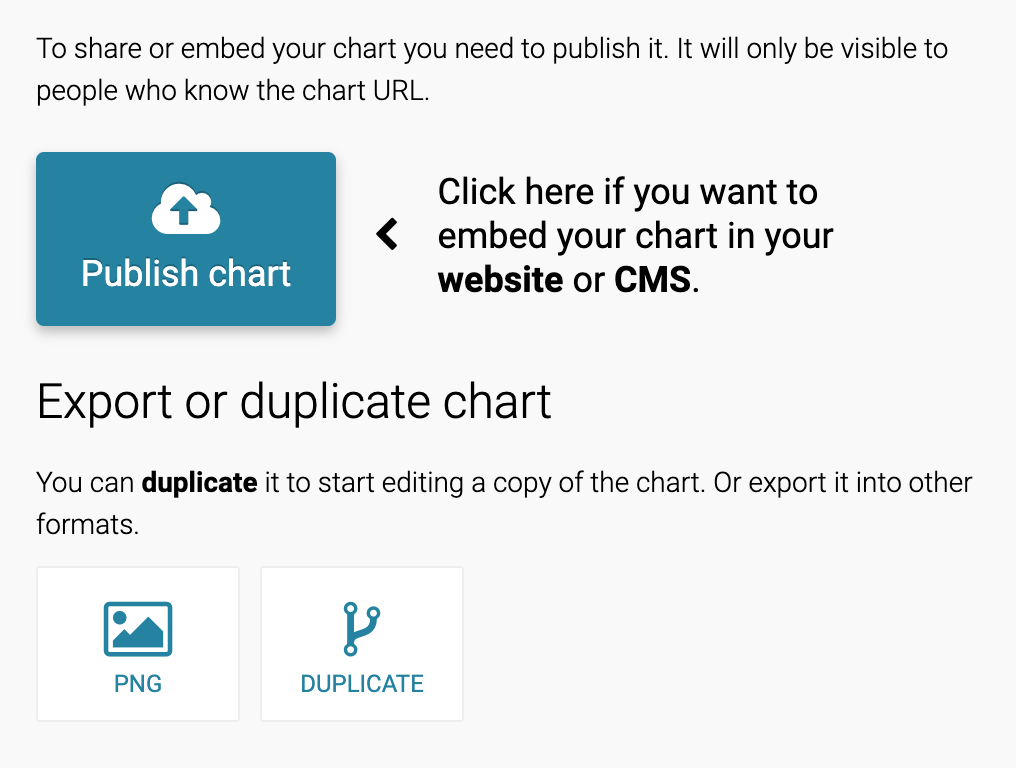 To share or embed your chart you need to publish it. It will only be visible to
people who know the chart URL.
Publish chart
Click here if you want to
embed your chart in your
website or CMS.
Export or duplicate chart
You can duplicate it to start editing a copy of the chart. Or export it into other
formats.
PNG
DUPLICATE